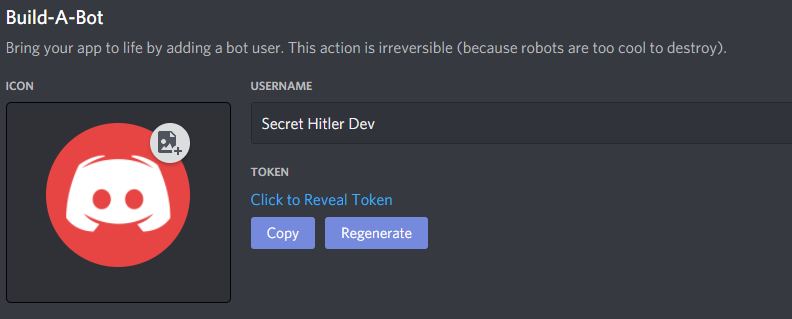 Build-A-Bot
Bring your app to life by adding a bot user. This action is irreversible (because robots are too cool to destroy).
ICON
USERNAME
Secret Hitler Dev
TOKEN
Click to Reveal Token
Copy Regenerate